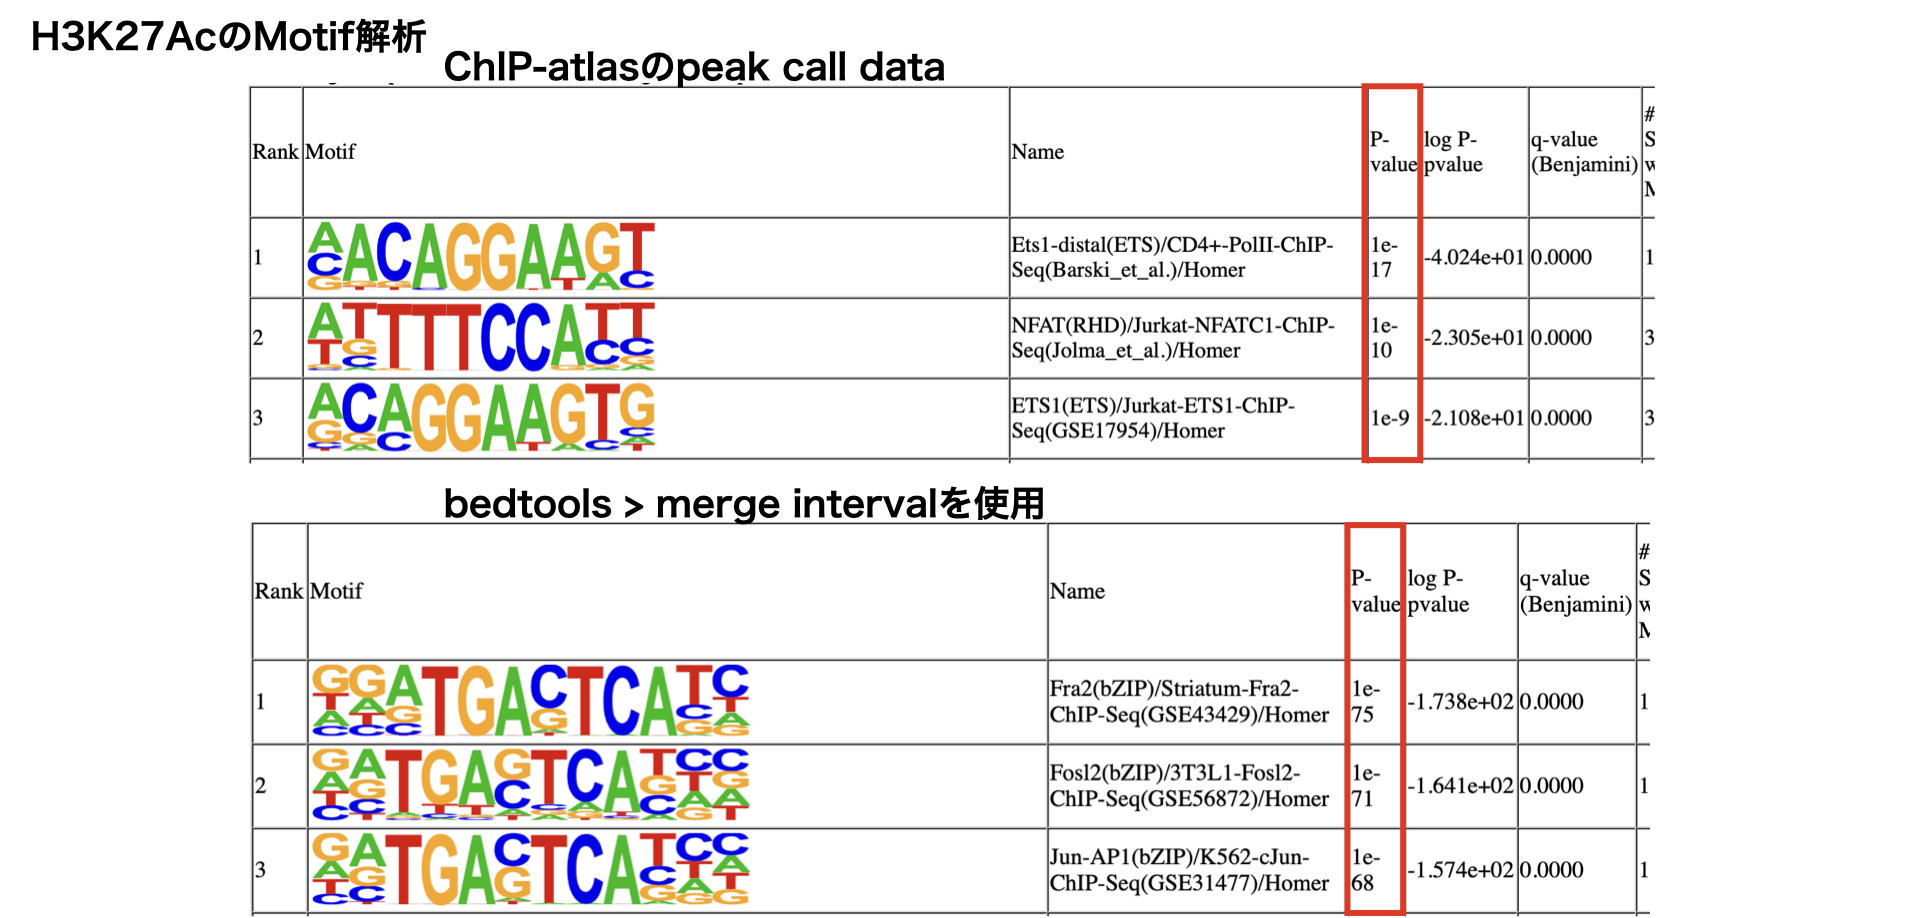 H3K27AcのMotif解析
ChIP-atlasのpeak call data
Rank Motif Name P-value log P-pvalue q-value (Benjamini) # S
1 AACAGGAAGT Ets1-distal(ETS)/CD4+-PolII-ChIP-Seq(Barski_et_al.)/Homer 1e-17 -4.024e+01 0.0000 1
2 ATTTTCCATT NFAT(RHD)/Jurkat-NFATC1-ChIP-Seq(Jolma_et_al.)/Homer 1e-10 -2.305e+01 0.0000 3
3 ACAGGAAGTG ETS1(ETS)/Jurkat-ETS1-ChIP-Seq(GSE17954)/Homer 1e-9 -2.108e+01 0.0000 3
bedtools > merge intervalを使用
Rank Motif Name P-value log P-pvalue q-value (Benjamini) # S
1 GGATGACTCATC Fra2(bZIP)/Striatum-Fra2-ChIP-Seq(GSE43429)/Homer 1e-75 -1.738e+02 0.0000 1
2 GATGAGTCATCC Fosl2(bZIP)/3T3L1-Fosl2-ChIP-Seq(GSE56872)/Homer 1e-71 -1.641e+02 0.0000 1
3 GATGACTCATCC Jun-AP1(bZIP)/K562-cJun-ChIP-Seq(GSE31477)/Homer 1e-68 -1.574e+02 0.0000 1